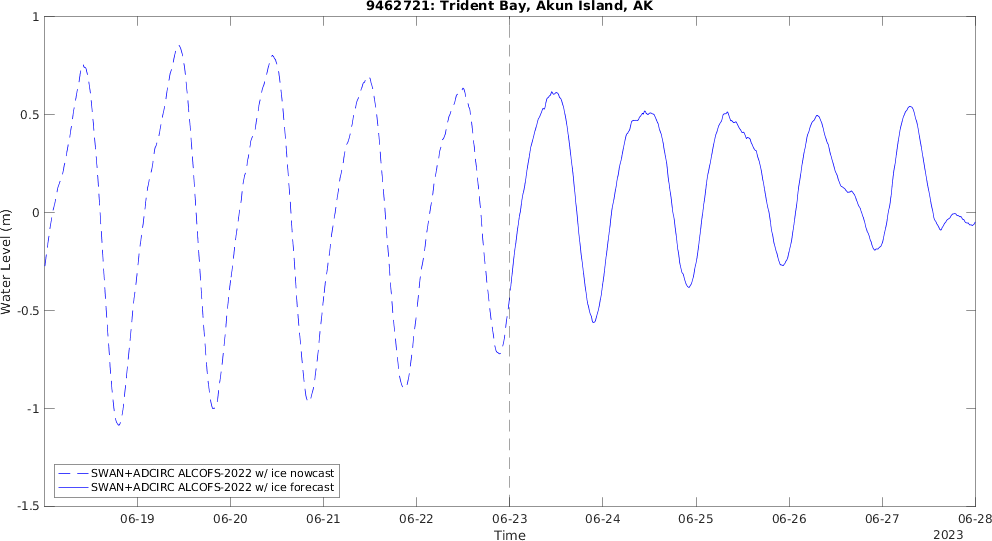 9462721: Trident Bay, Akun Island, AK
1
0.5
0
-0.5
-1
-1.5
Water Level (m)
SWAN+ADCIRC ALCOFS-2022 w/ ice nowcast
SWAN+ADCIRC ALCOFS-2022 w/ ice forecast
06-19 06-20 06-21 06-22 06-23 06-24 06-25 06-26 06-27 06-28
Time
2023